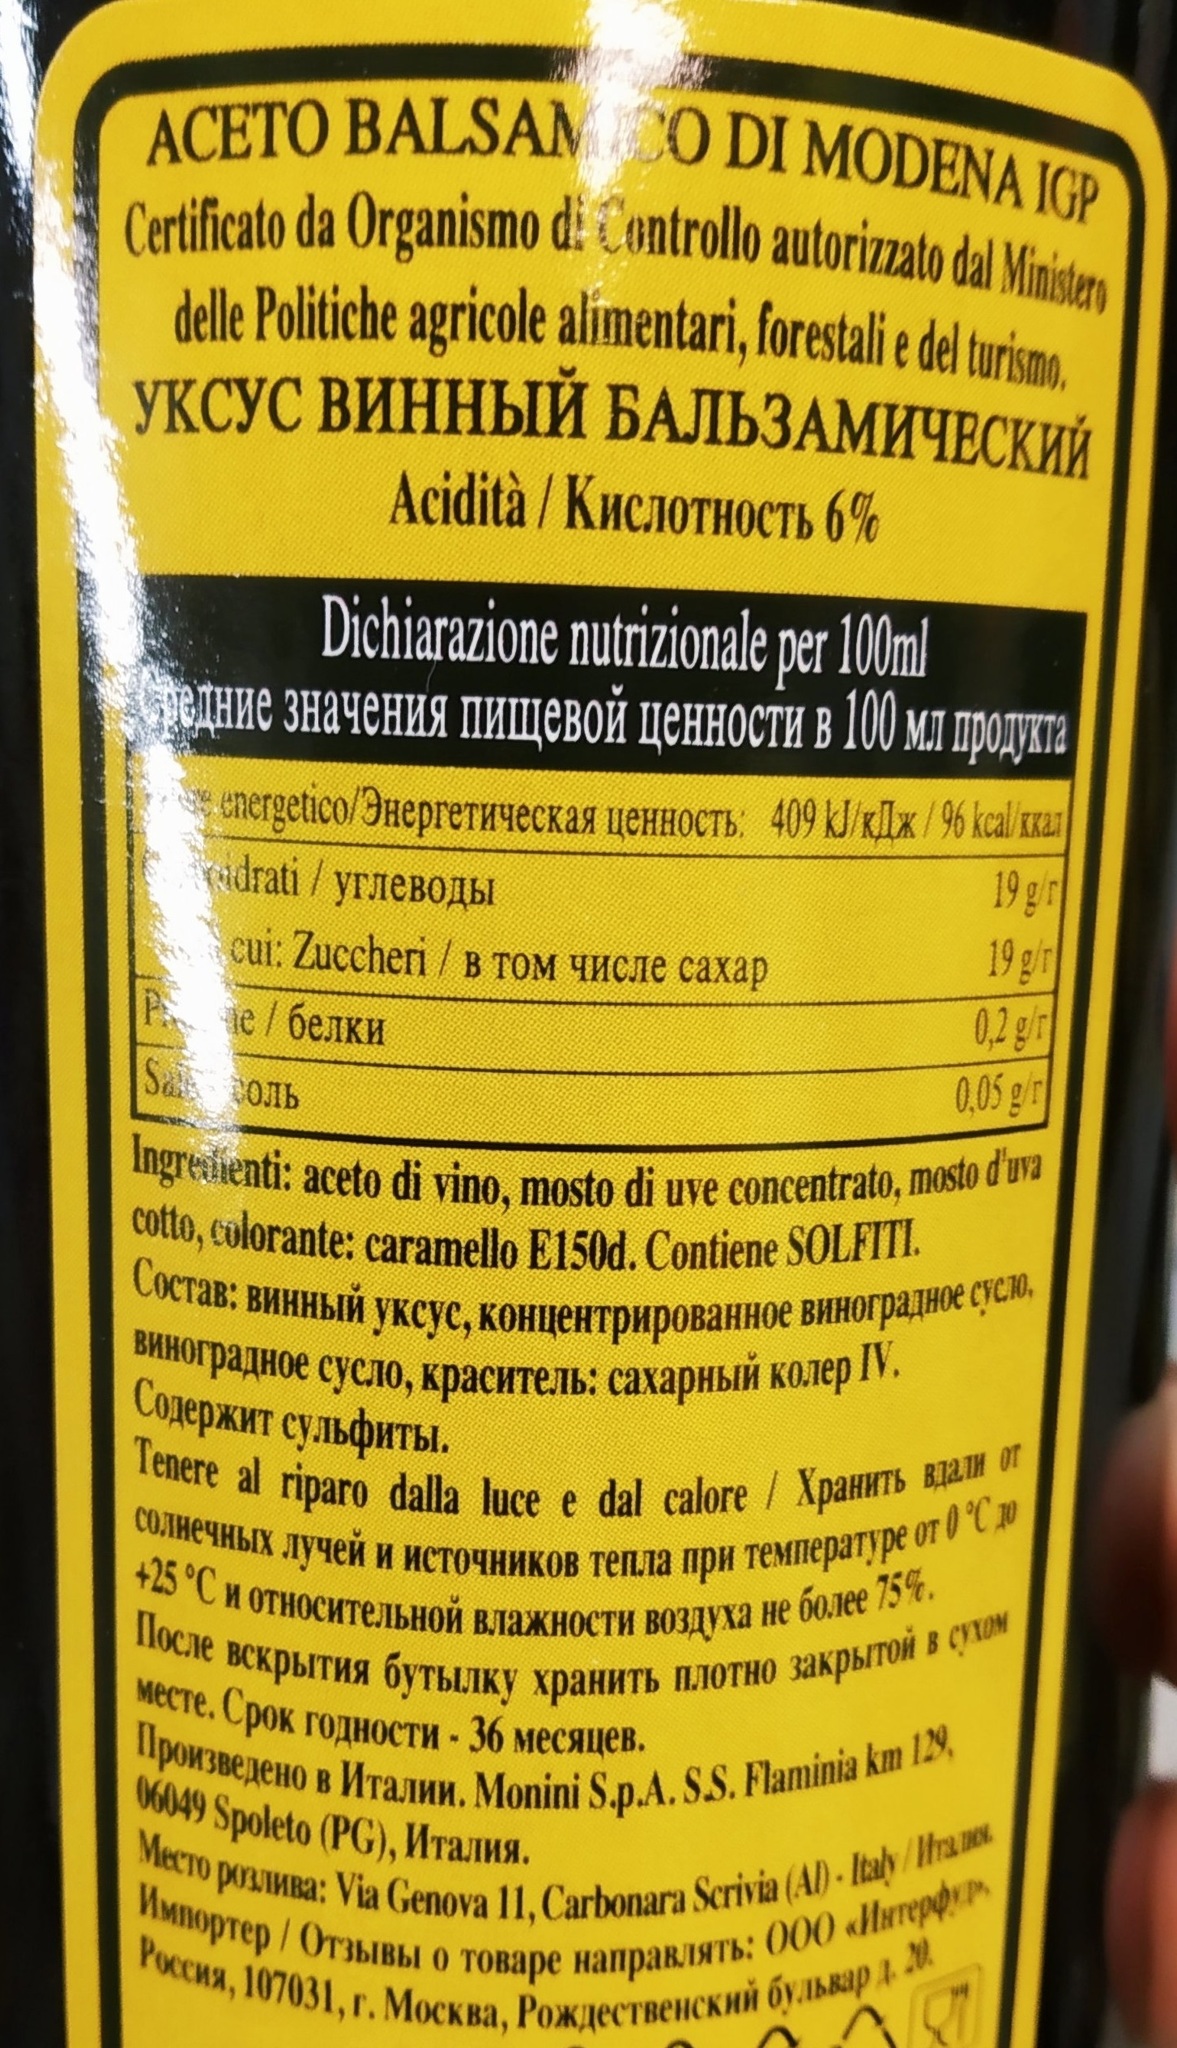 ACETO BALSAMICO DI MODENA IGP
Certificato da Organismo di Controllo autorizzato dal Ministero
delle Politiche agricole alimentari, forestali e del turismo.
УКСУС ВИННЫЙ БАЛЬЗАМИЧЕСКИЙ
Acidità / Кислотность 6%
Dichiarazione nutrizionale per 100ml
Средние значения пищевой ценности в 100 мл продукта
energetico/Энергетическая ценность: 409 kJ/кДж / 96 kcal/ккал
Carboidrati / углеводы 19 g/г
cui: Zuccheri / в том числе сахар 19 g/г
Proteine / белки 0,2 g/г
Sale / соль 0,05 g/г
Ingredienti: aceto di vino, mosto di uve concentrato, mosto d'uva
cotto, colorante: caramello E150d. Contiene SOLFITI.
Состав: винный уксус, концентрированное виноградное сусло,
виноградное сусло, краситель: сахарный колер IV.
Содержит сульфиты.
Tenere al riparo dalla luce e dal calore / Хранить вдали от
солнечных лучей и источников тепла при температуре от 0 °C до
+25 °C и относительной влажности воздуха не более 75%.
После вскрытия бутылку хранить плотно закрытой в сухом
месте. Срок годности - 36 месяцев.
Произведено в Италии. Monini S.p.A. S.S. Flaminia km 129,
06049 Spoleto (PG), Италия.
Место розлива: Via Genova 11, Carbonara Scrivia (Al) - Italy / Италия.
Импортер / Отзывы о товаре направлять: ООО «Интерфуд»,
Россия, 107031, г. Москва, Рождественский бульвар д. 20.